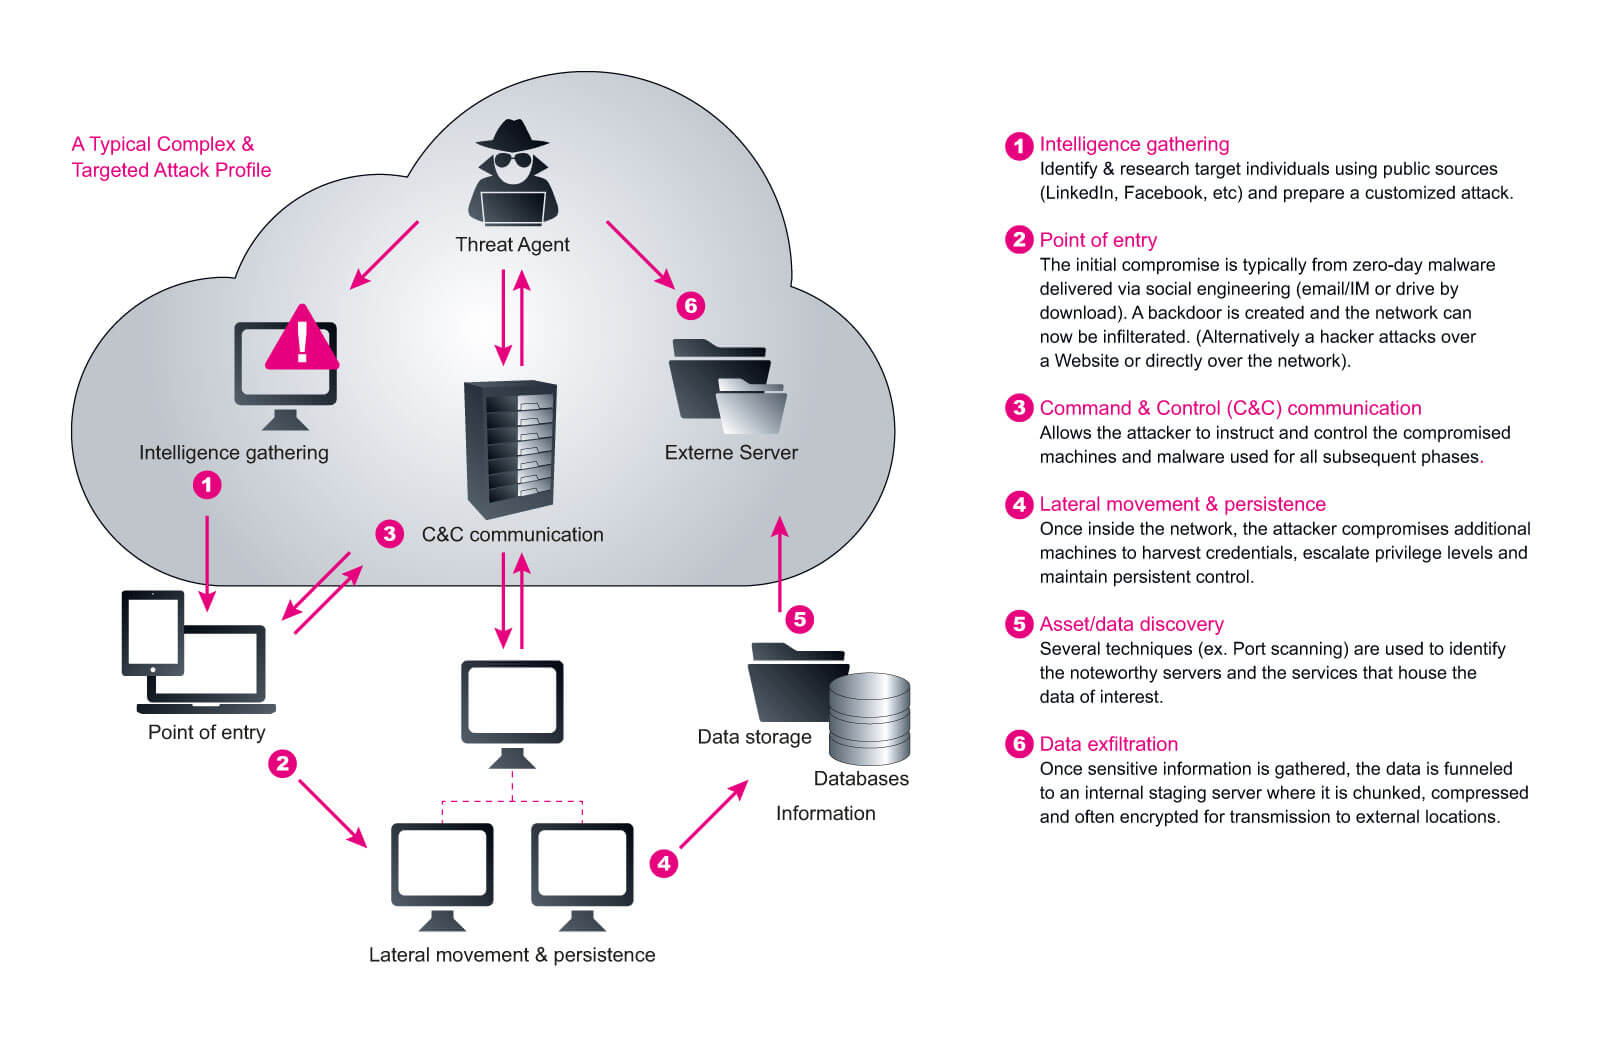 A Typical Complex &
Targeted Attack Profile
Threat Agent
6
!
Intelligence gathering
Externe Server
1
3
C&C communication
5
Point of entry
Data storage
2
Databases
Information
4
Lateral movement & persistence
1 Intelligence gathering
Identify & research target individuals using public sources
(LinkedIn, Facebook, etc) and prepare a customized attack.
2 Point of entry
The initial compromise is typically from zero-day malware
delivered via social engineering (email/IM or drive by
download). A backdoor is created and the network can
now be infilterated. (Alternatively a hacker attacks over
a Website or directly over the network).
3 Command & Control (C&C) communication
Allows the attacker to instruct and control the compromised
machines and malware used for all subsequent phases.
4 Lateral movement & persistence
Once inside the network, the attacker compromises additional
machines to harvest credentials, escalate privilege levels and
maintain persistent control.
5 Asset/data discovery
Several techniques (ex. Port scanning) are used to identify
the noteworthy servers and the services that house the
data of interest.
6 Data exfiltration
Once sensitive information is gathered, the data is funneled
to an internal staging server where it is chunked, compressed
and often encrypted for transmission to external locations.